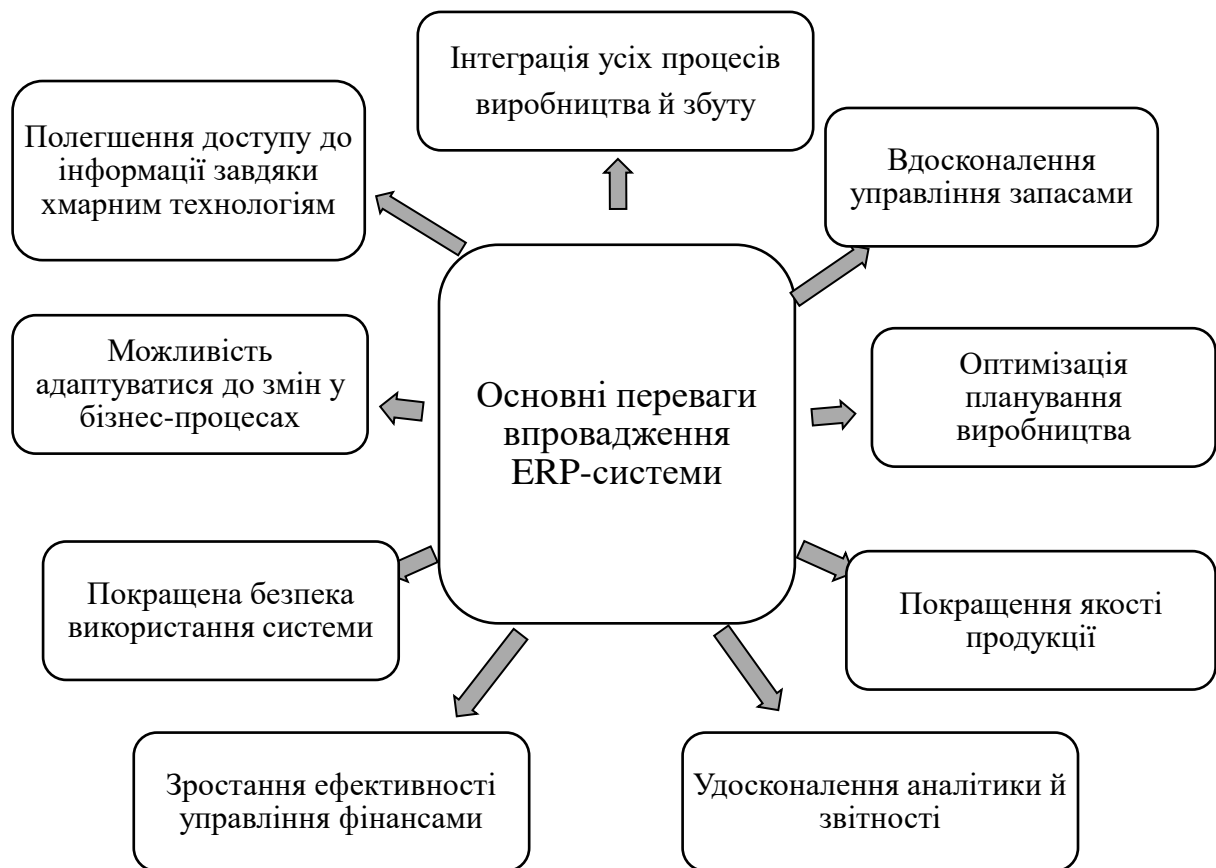 Інтеграція усіх процесів
виробництва й збуту
Полегшення доступу до
інформації завдяки
хмарним технологіям
Вдосконалення
управління запасами
Можливість
адаптуватися до змін у
бізнес-процесах
Основні переваги
впровадження
ERP-системи
Оптимізація
планування
виробництва
Покращена безпека
використання системи
Покращення якості
продукції
Зростання ефективності
управління фінансами
Удосконалення аналітики й
звітності